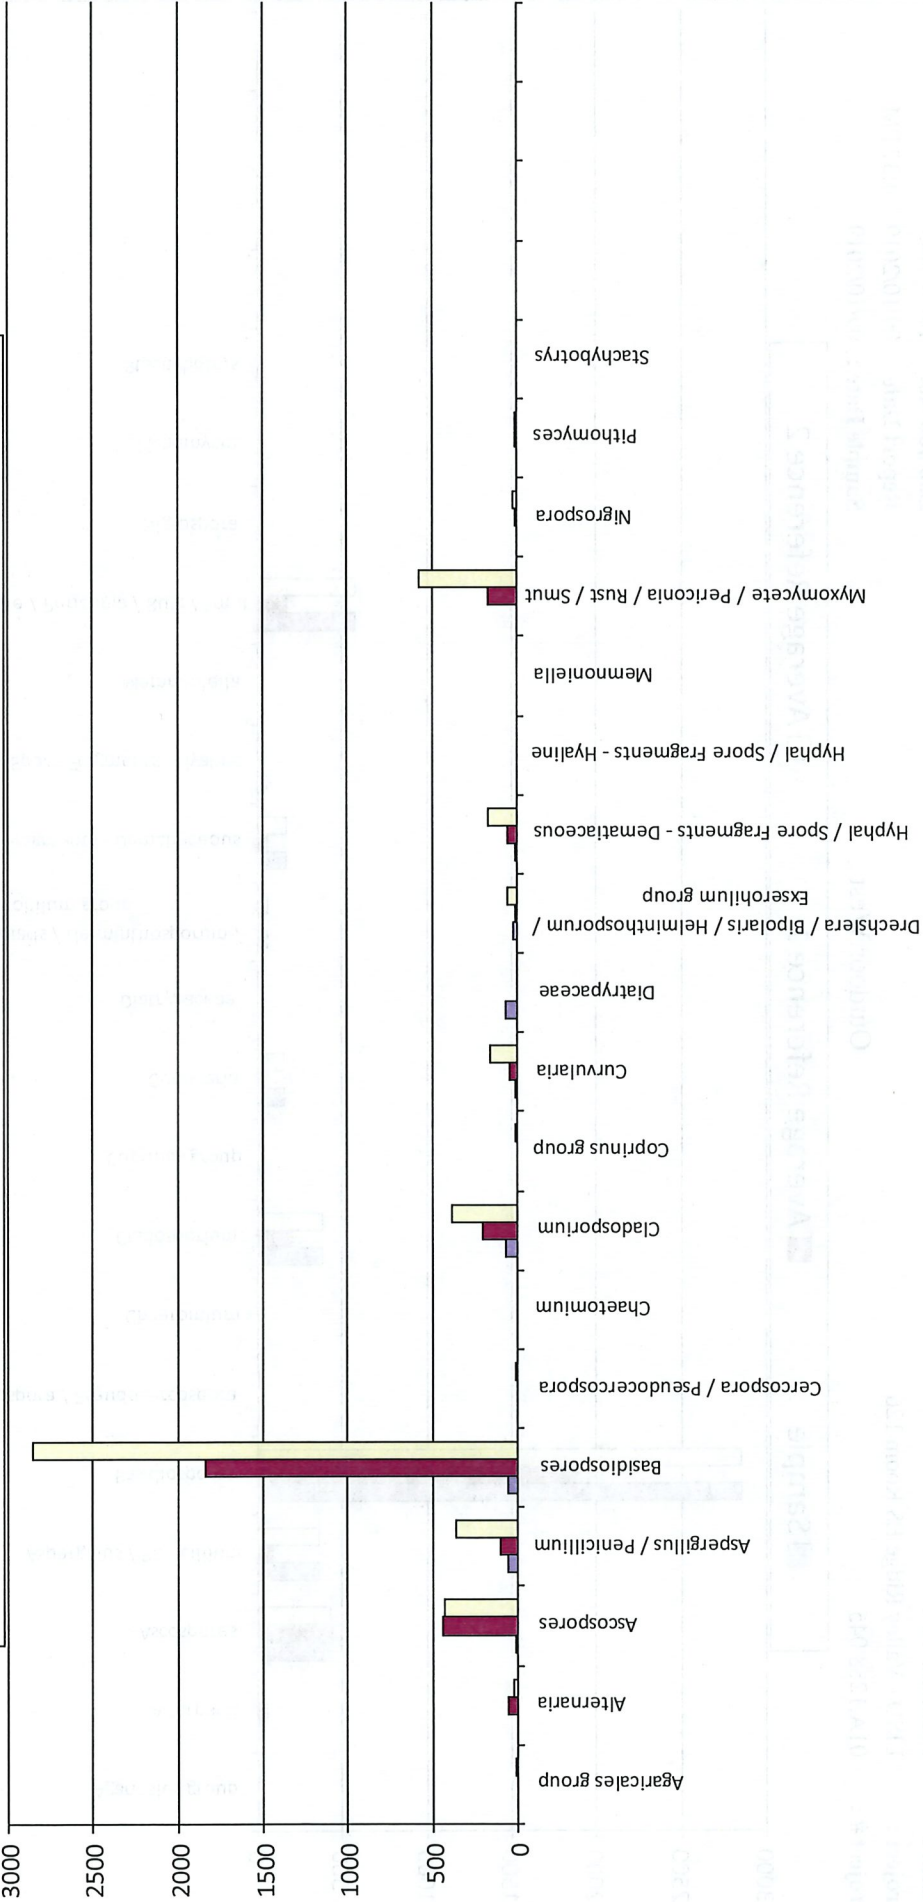 3000
2500
2000
1500
1000
500
0
Agaricales group
Alternaria
Ascospores
Aspergillus / Penicillium
Basidiospores
Cercospora / Pseudocercospora
Chaetomium
Cladosporium
Coprinus group
Curvularia
Diatrypaceae
Drechslera / Bipolaris / Helminthosporum /
Exserohilum group
Hyphal / Spore Fragments - Dematiaceous
Hyphal / Spore Fragments - Hyaline
Memnoniella
Myxomycete / Periconia / Rust / Smut
Nigrospora
Pithomyces
Stachybotrys